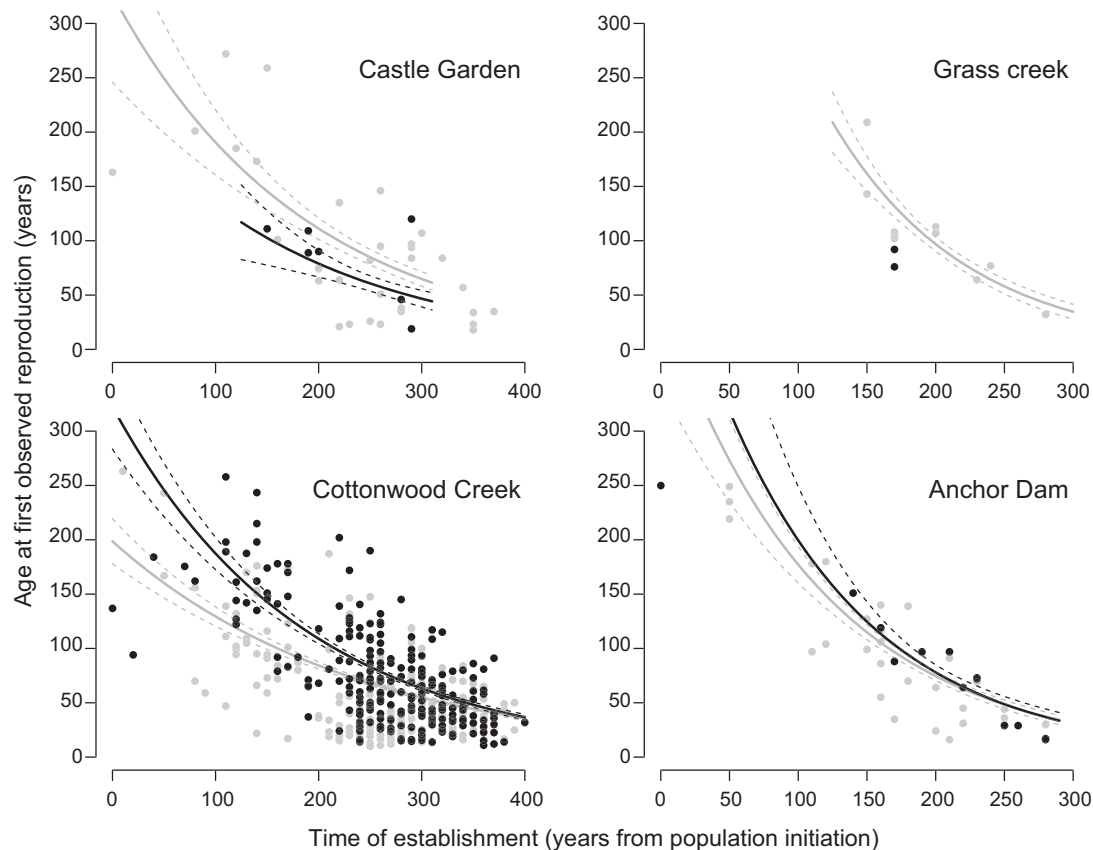 Age at first observed reproduction (years)
Castle Garden
300
250
200
150
100
50
0
0 100 200 300 400
Grass creek
300
250
200
150
100
50
0
0 50 100 150 200 250 300
Cottonwood Creek
300
250
200
150
100
50
0
0 100 200 300 400
Anchor Dam
300
250
200
150
100
50
0
0 50 100 150 200 250 300
Time of establishment (years from population initiation)